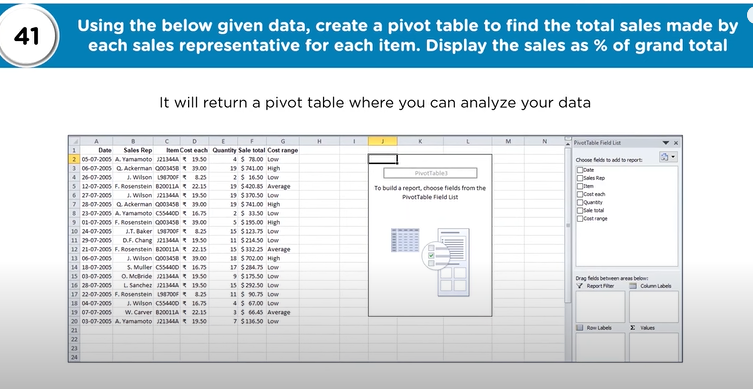 41
Using the below given data, create a pivot table to find the total sales made by
each sales representative for each item. Display the sales as % of grand total
It will return a pivot table where you can analyze your data
A B C D E F G H I J K L M N
1 Date Sales Rep Item Cost each Quantity Sale total Cost range
2 05-07-2005 A. Yamamoto J21344A ₹ 19.50 4 $ 78.00 Low
3 06-07-2005 Q. Ackerman Q00345B ₹ 39.00 19 $741.00 High
4 26-07-2005 J. Wilson L98700F ₹ 8.25 2 $ 16.50 Low
5 12-07-2005 F. Rosenstein B20011A ₹ 22.15 19 $420.85 Average
6 27-07-2005 J. Wilson J21344A ₹ 19.50 19 $370.50 Low
7 28-07-2005 Q. Ackerman Q00345B ₹ 39.00 19 $741.00 High
8 23-07-2005 A. Yamamoto C55440D ₹ 16.75 2 $ 33.50 Low
9 01-07-2005 F. Rosenstein Q00345B ₹ 39.00 5 $195.00 High
10 24-07-2005 J.T. Baker L98700F ₹ 8.25 15 $123.75 Low
11 29-07-2005 D.F. Chang J21344A ₹ 19.50 11 $214.50 Low
12 21-07-2005 F. Rosenstein B20011A ₹ 22.15 15 $332.25 Average
13 06-07-2005 J. Wilson Q00345B ₹ 39.00 18 $702.00 High
14 18-07-2005 S. Muller C55440D ₹ 16.75 17 $284.75 Low
15 03-07-2005 O. McBride J21344A ₹ 19.50 9 $175.50 Low
16 28-07-2005 L. Sanchez J21344A ₹ 19.50 15 $292.50 Low
17 22-07-2005 F. Rosenstein L98700F ₹ 8.25 11 $ 90.75 Low
18 04-07-2005 J. Wilson C55440D ₹ 16.75 4 $ 67.00 Low
19 07-07-2005 W. Carver B20011A ₹ 22.15 3 $ 66.45 Average
20 03-07-2005 A. Yamamoto J21344A ₹ 19.50 7 $136.50 Low
21
22
23
24
PivotTable3
To build a report, choose fields from the
PivotTable Field List
PivotTable Field List
Choose fields to add to report:
Date
Sales Rep
Item
Cost each
Quantity
Sale total
Cost range
Drag fields between areas below:
Report Filter Column Labels
Row Labels Σ Values